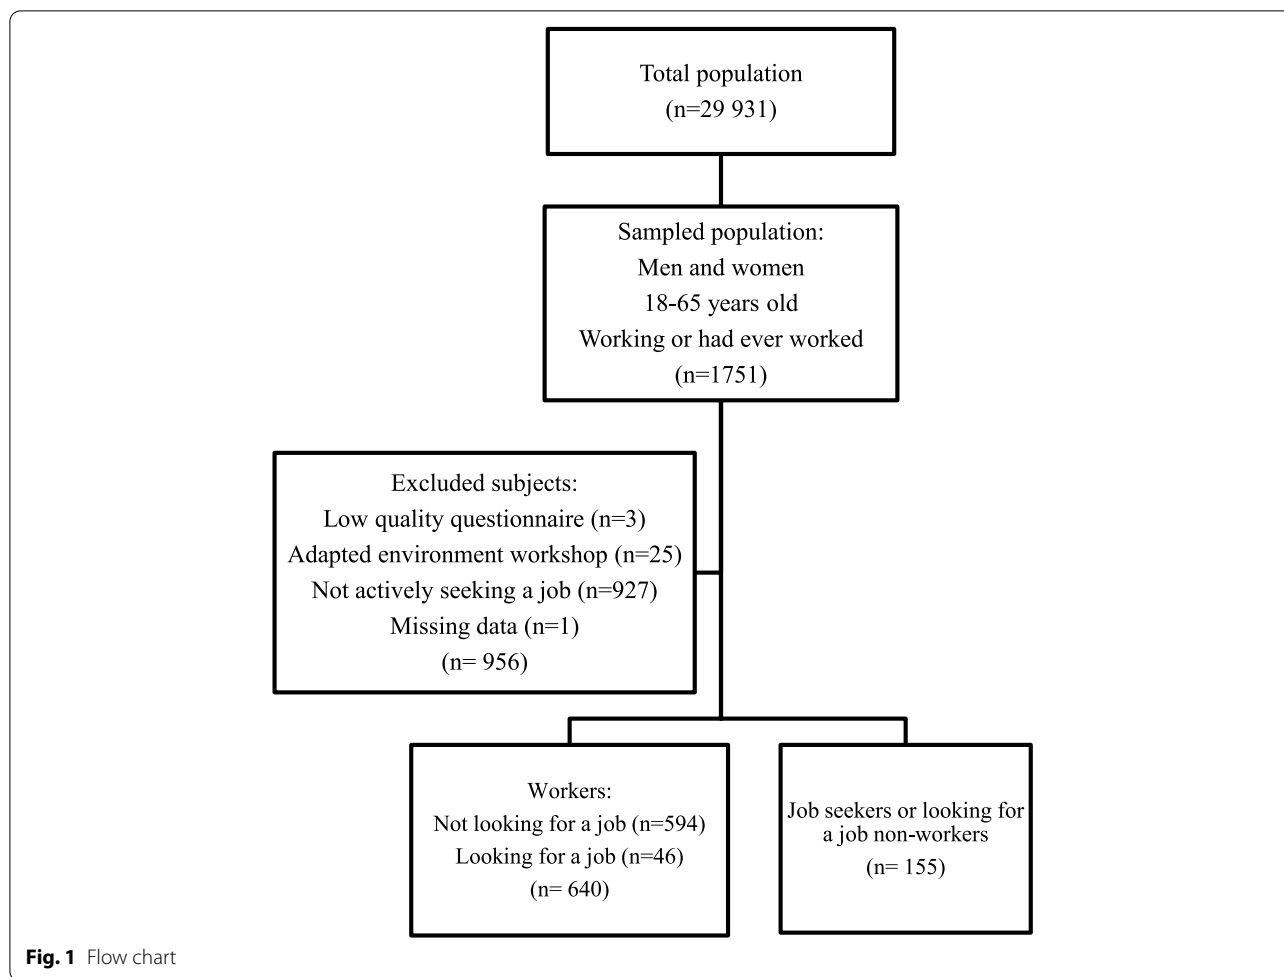 Total population
(n=29 931)
Sampled population:
Men and women
18-65 years old
Working or had ever worked
(n=1751)
Excluded subjects:
Low quality questionnaire (n=3)
Adapted environment workshop (n=25)
Not actively seeking a job (n=927)
Missing data (n=1)
(n= 956)
Workers:
Not looking for a job (n=594)
Looking for a job (n=46)
(n= 640)
Job seekers or looking for
a job non-workers
(n= 155)
Fig. 1 Flow chart